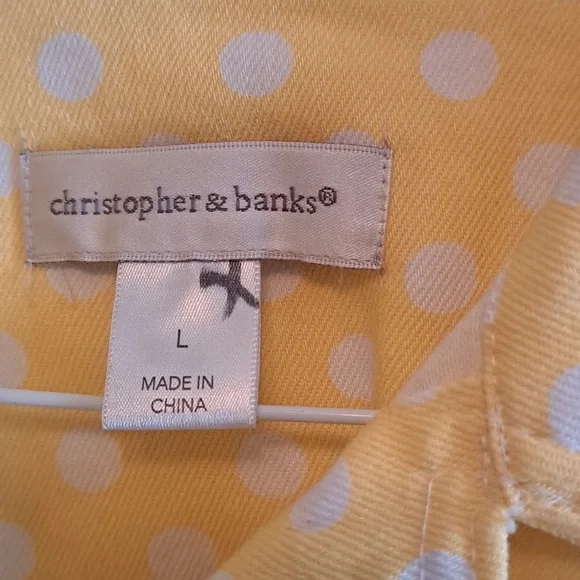 christopher & banks®
L
MADE IN
CHINA